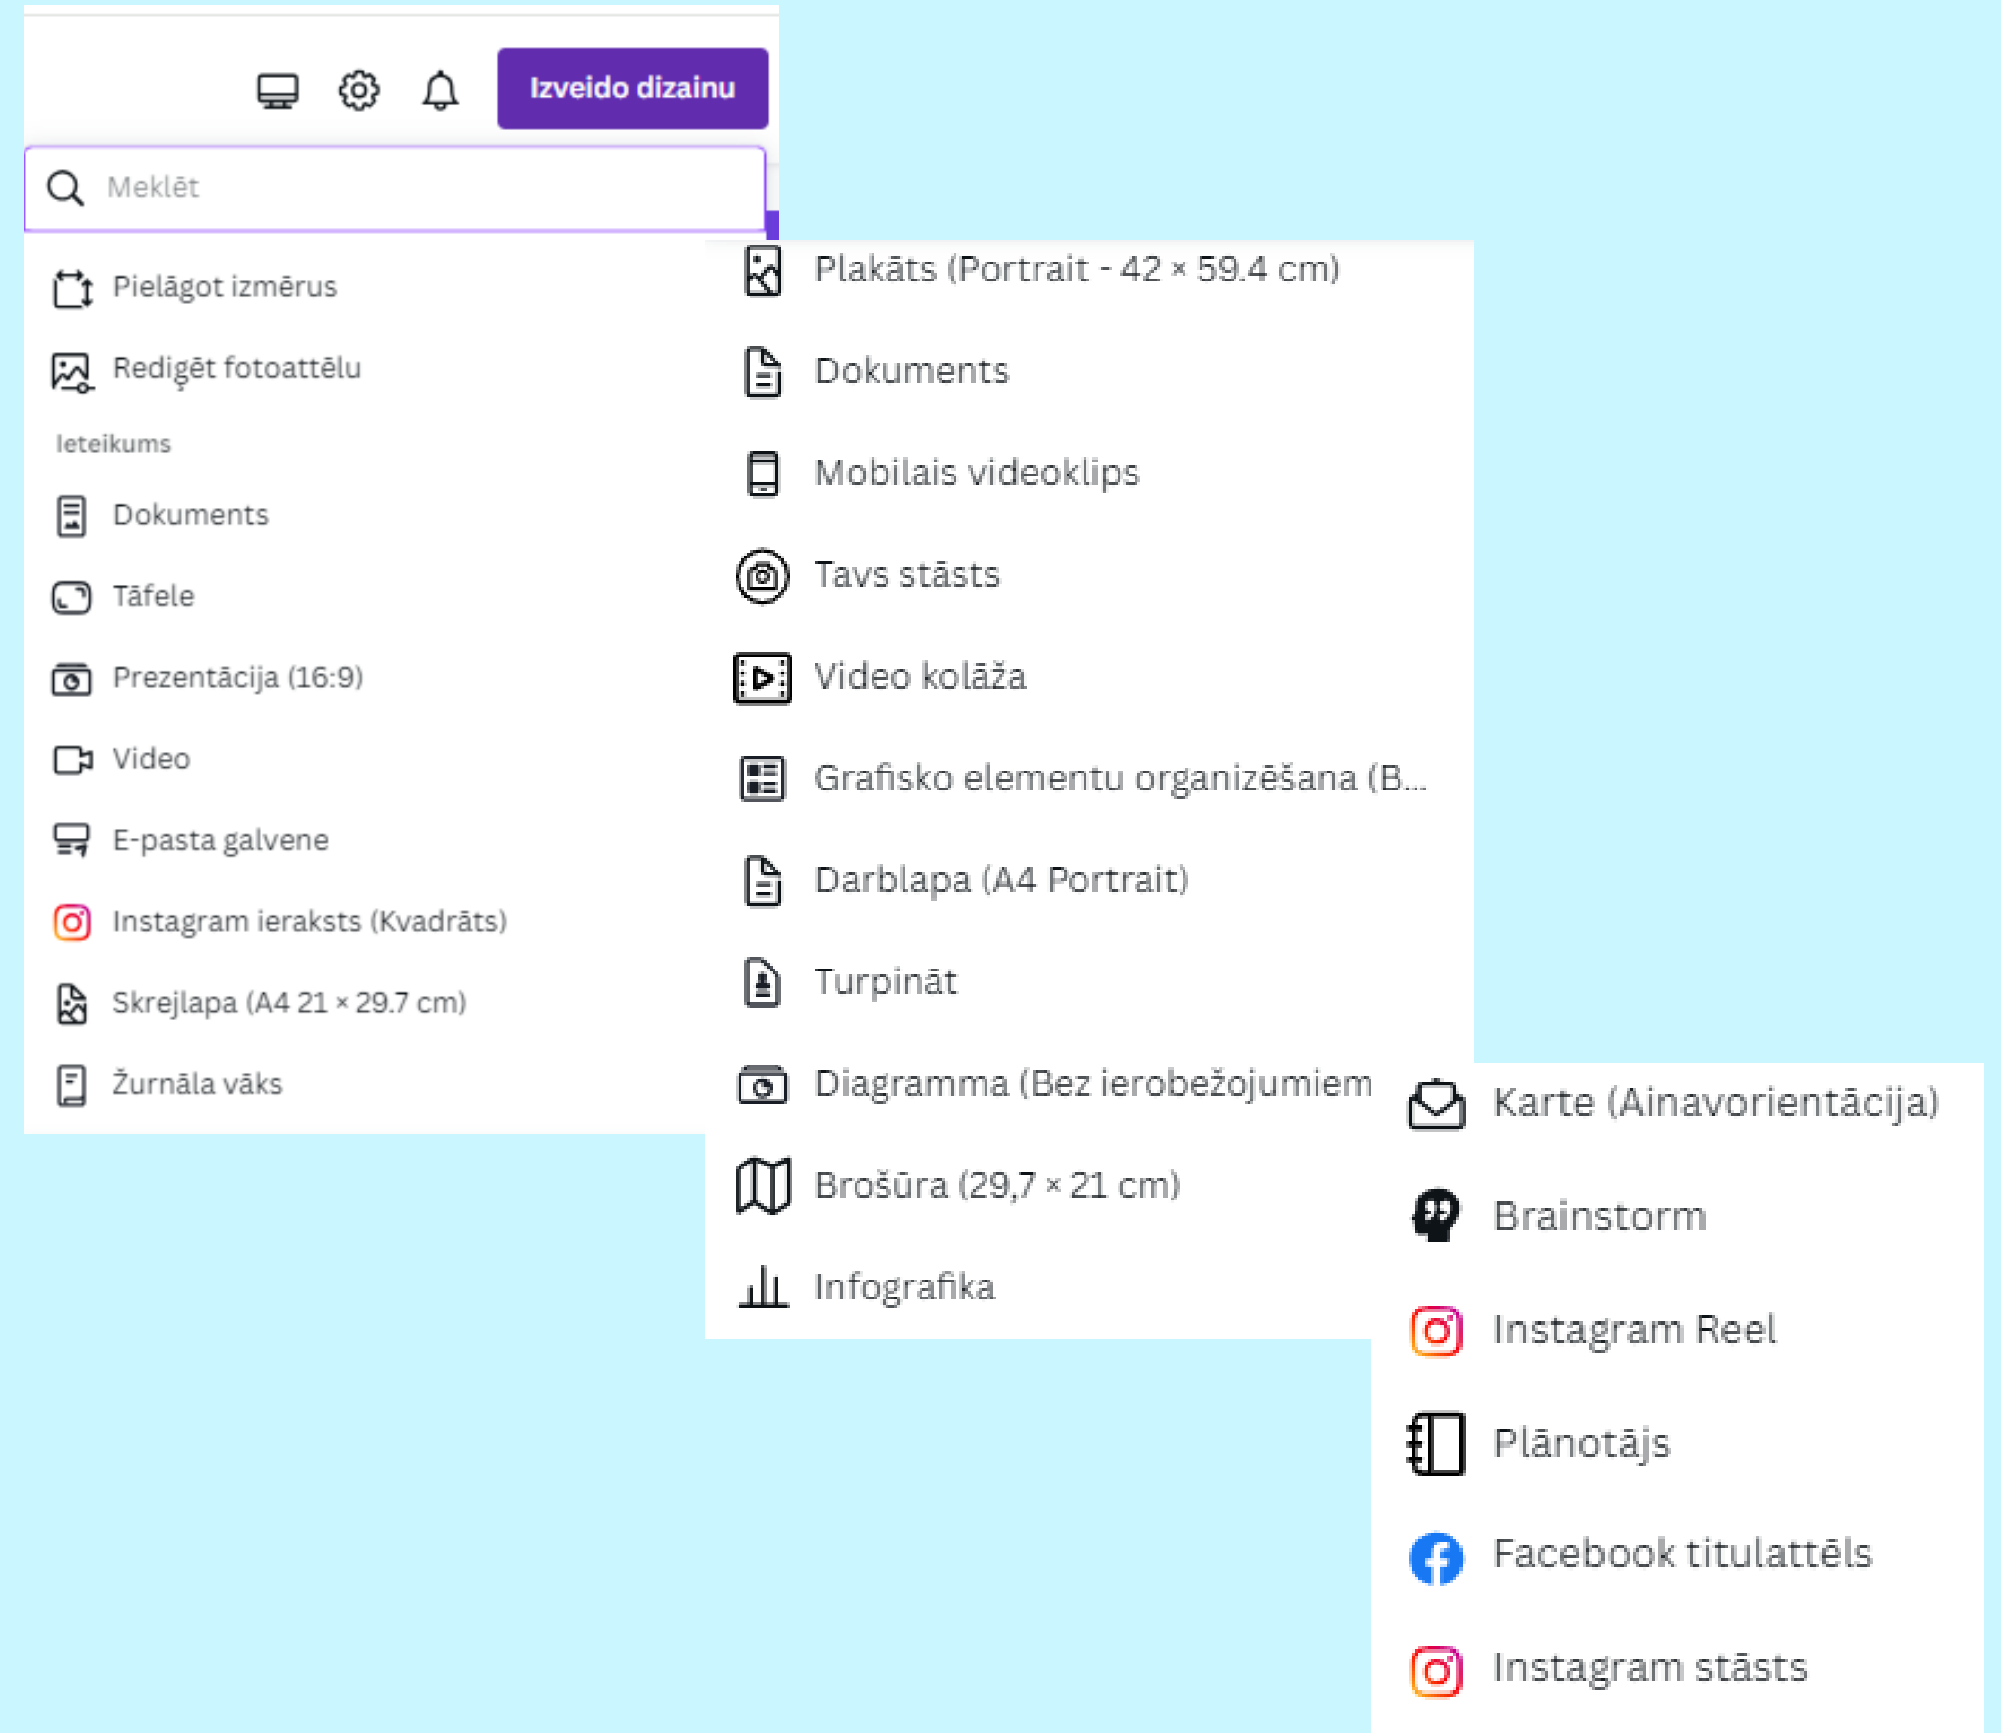 Izveido dizainu
Meklēt
Pielāgot izmērus
Rediģēt fotoattēlu
Ieteikums
Dokuments
Tāfele
Prezentācija (16:9)
Video
E-pasta galvene
Instagram ieraksts (Kvadrāts)
Skrejlapa (A4 21 × 29.7 cm)
Žurnāla vāks
Plakāts (Portrait - 42 × 59.4 cm)
Dokuments
Mobilais videoklips
Tavs stāsts
Video kolāža
Grafisko elementu organizēšana (B...
Darblapa (A4 Portrait)
Turpināt
Diagramma (Bez ierobežojumiem
Brošūra (29,7 × 21 cm)
Infografika
Karte (Ainavorientācija)
Brainstorm
Instagram Reel
Plānotājs
Facebook titulattēls
Instagram stāsts